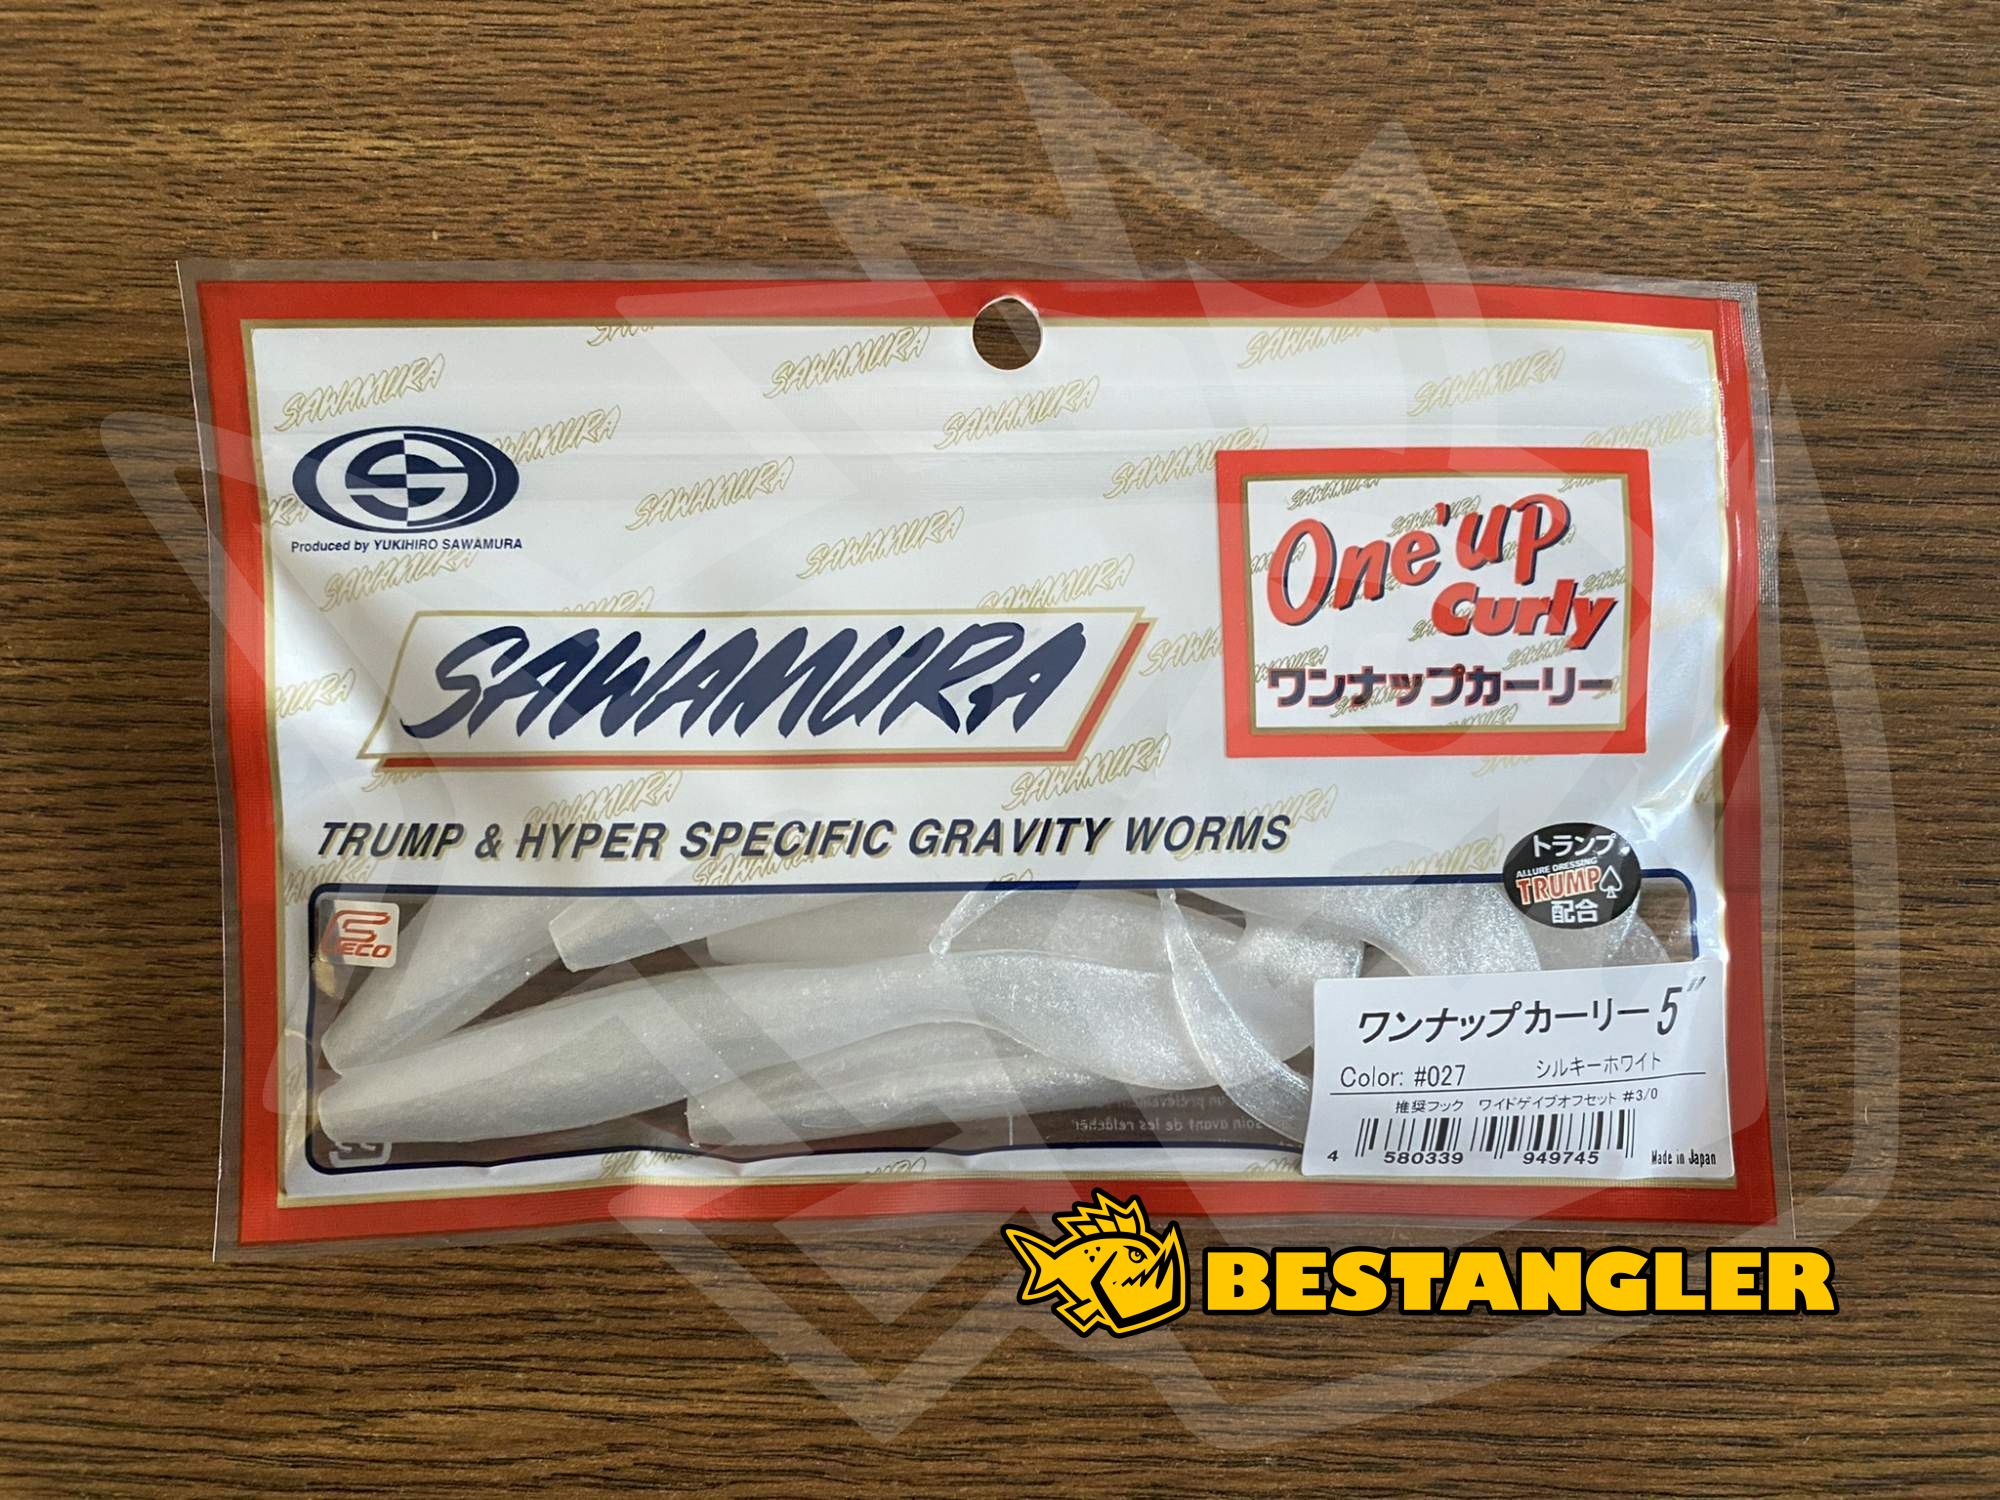 Produced by YUKIHIRO SAWAMURA
SAWAMURA
One'up
curly
ワンナップカーリー
TRUMP & HYPER SPECIFIC GRAVITY WORMS
トランプ
ALLURE DRESSING
TRUMP
配合
ECO
ワンナップカーリー 5"
Color: #027 シルキーホワイト
推奨フック ワイドゲイブオフセット #3/0
4 580339 949745
Made in Japan
BESTANGLER